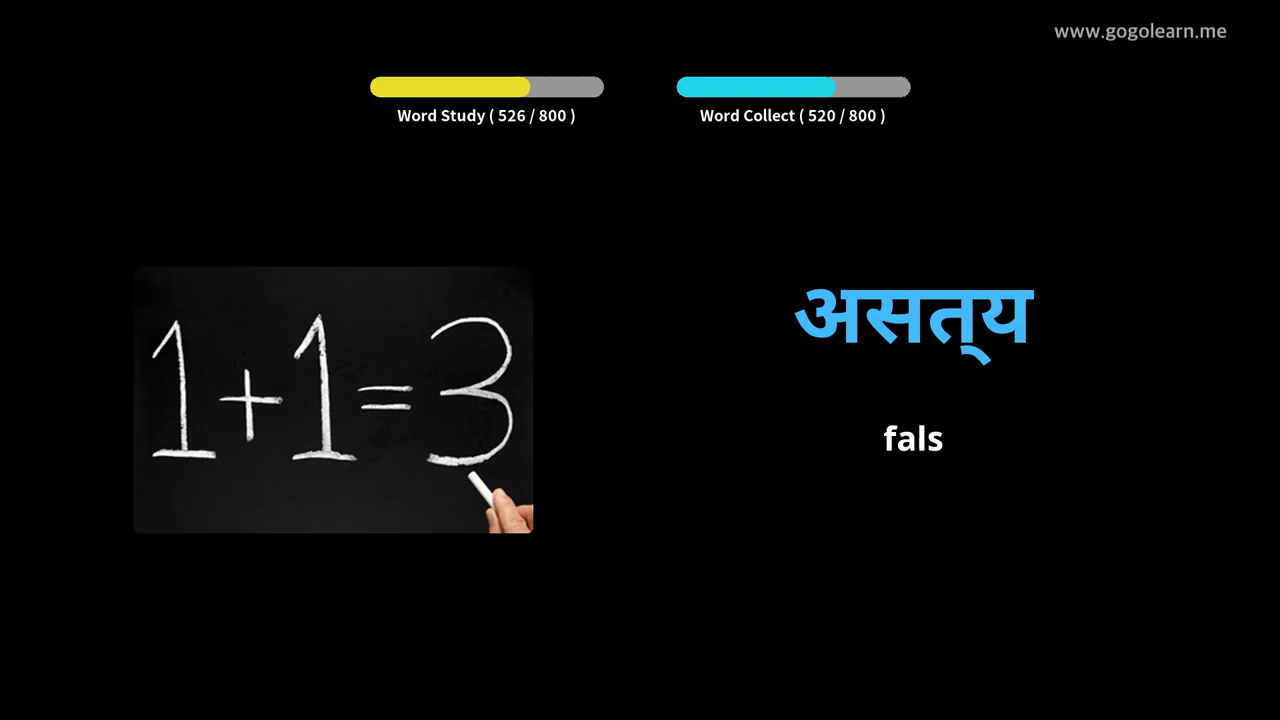 www.gogolearn.me
Word Study ( 526 / 800 )
Word Collect ( 520 / 800 )
1+1=3
असत्‌य
fals